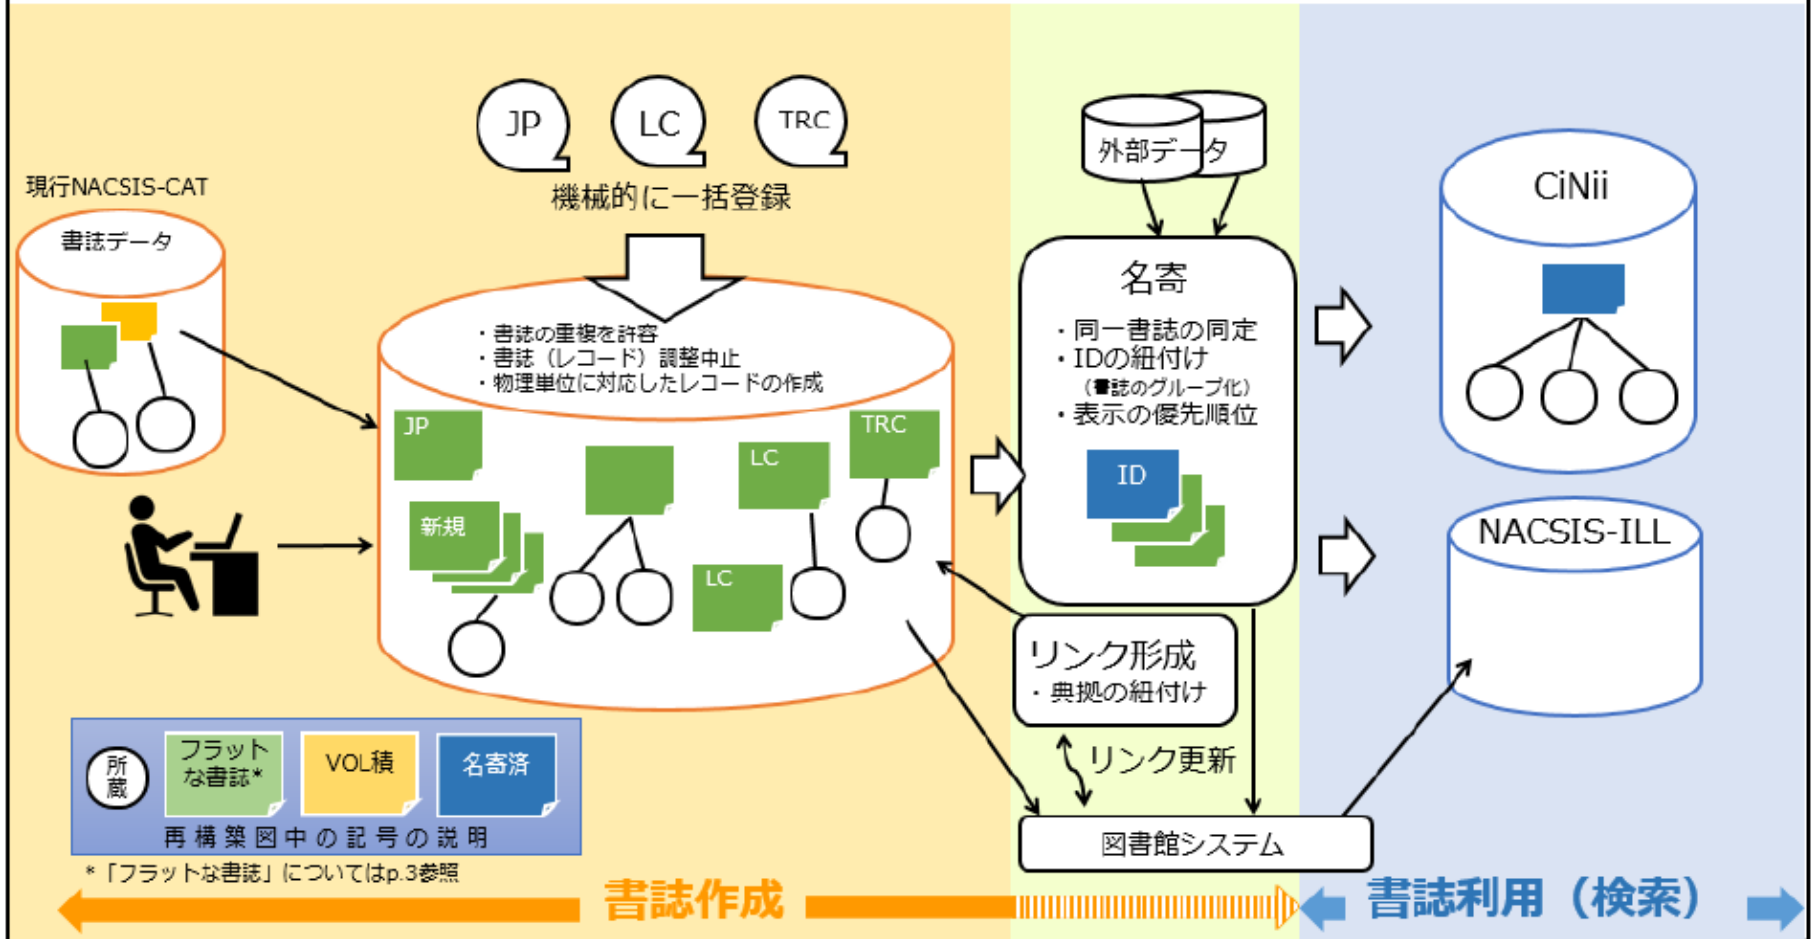 JP
LC
TRC
機械的に一括登録
現行NACSIS-CAT
書誌データ
・書誌の重複を許容
・書誌（レコード）調整中止
・物理単位に対応したレコードの作成
JP
新規
LC
LC
TRC
外部データ
名寄
・同一書誌の同定
・IDの紐付け
（書誌のグループ化）
・表示の優先順位
ID
リンク形成
・典拠の紐付け
リンク更新
図書館システム
CiNii
NACSIS-ILL
所蔵
フラット
な書誌*
VOL積
名寄済
再構築図中の記号の説明
*「フラットな書誌」についてはp.3参照
書誌作成
書誌利用（検索）